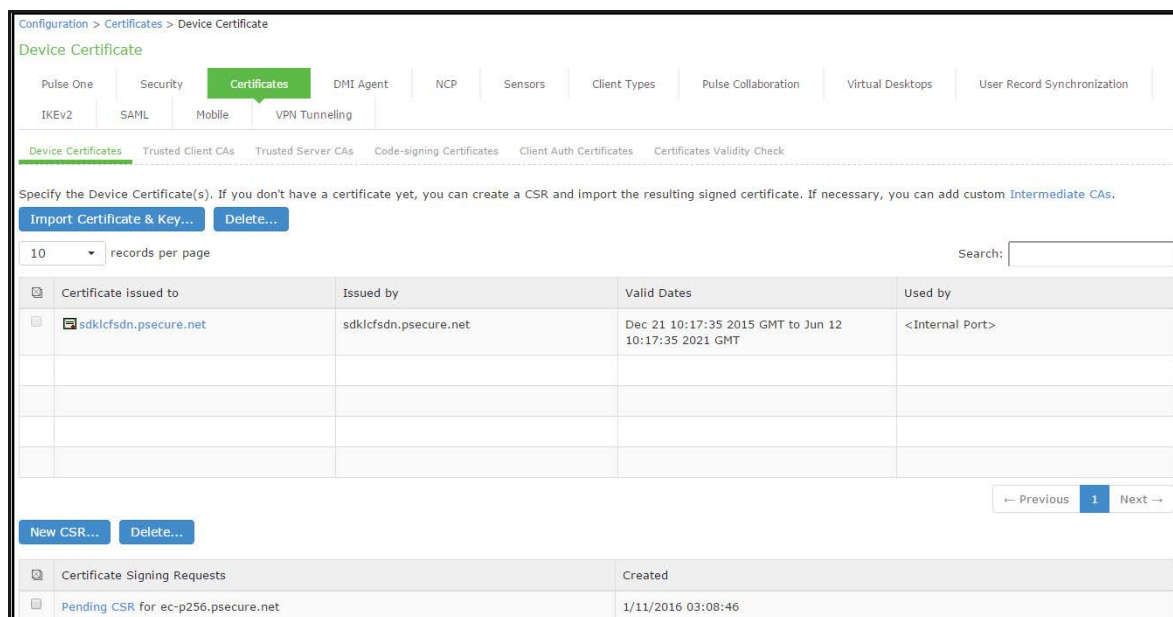 Configuration > Certificates > Device Certificate
Device Certificate
Pulse One Security Certificates DMI Agent NCP Sensors Client Types Pulse Collaboration Virtual Desktops User Record Synchronization
IKEv2 SAML Mobile VPN Tunneling
Device Certificates Trusted Client CAs Trusted Server CAs Code-signing Certificates Client Auth Certificates Certificates Validity Check
Specify the Device Certificate(s). If you don't have a certificate yet, you can create a CSR and import the resulting signed certificate. If necessary, you can add custom Intermediate CAs.
Import Certificate & Key... Delete...
10 records per page Search:
Certificate issued to Issued by Valid Dates Used by
sdklcfsdn.psecure.net sdklcfsdn.psecure.net Dec 21 10:17:35 2015 GMT to Jun 12 <Internal Port>
10:17:35 2021 GMT
← Previous 1 Next →
New CSR... Delete...
Certificate Signing Requests Created
Pending CSR for ec-p256.psecure.net 1/11/2016 03:08:46